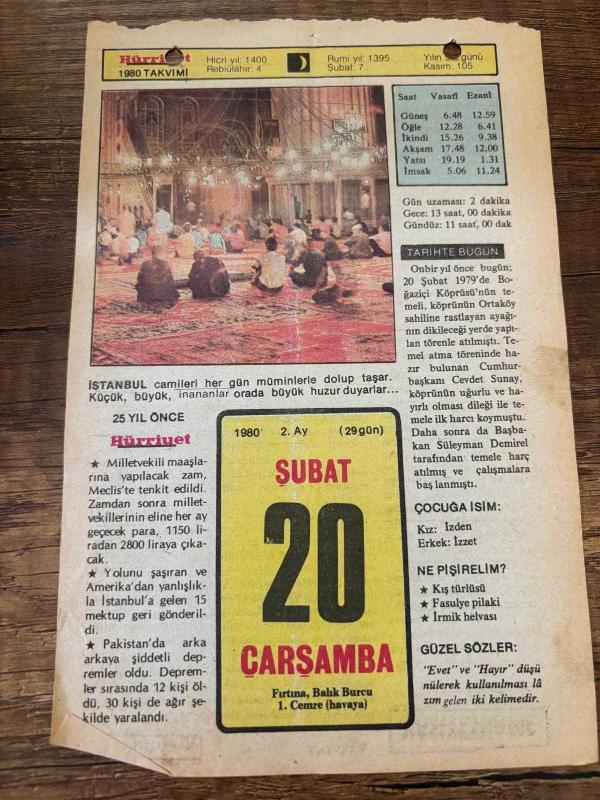 Hürriyet
1980 TAKVİMİ
Hicri yıl: 1400
Rebiülahır: 4
Rumi yıl: 1395
Şubat: 7
Yılın günü
Kasım: 105
Saat Vasatî Ezanî
Güneş 6.48 12.59
Öğle 12.28 6.41
İkindi 15.26 9.38
Akşam 17.48 12.00
Yatsı 19.19 1.31
İmsak 5.06 11.24
Gün uzaması: 2 dakika
Gece: 13 saat, 00 dakika
Gündüz: 11 saat, 00 dak
TARİHTE BUGÜN
Onbir yıl önce bugün;
20 Şubat 1979'de Bo-
ğaziçi Köprüsü'nün te-
meli, köprünün Ortaköy
sahiline rastlayan ayağı-
nın dikileceği yerde yapı-
lan törenle atılmıştı. Te-
mel atma töreninde ha-
zır bulunan Cumhur-
başkanı Cevdet Sunay,
köprünün uğurlu ve ha-
yırlı olması dileği ile te-
mele ilk harcı koymuştu.
Daha sonra da Başba-
kan Süleyman Demirel
tarafından temele harç
atılmış ve çalışmalara
başlanmıştı.
ÇOCUĞA İSİM:
Kız: İzden
Erkek: İzzet
NE PİŞİRELİM?
★ Kış türlüsü
★ Fasulye pilaki
★ İrmik helvası
GÜZEL SÖZLER:
"Evet" ve "Hayır" düşü
nülerek kullanılması lâ
zım gelen iki kelimedir.
İSTANBUL camileri her gün müminlerle dolup taşar.
Küçük, büyük, inananlar orada büyük huzur duyarlar...
25 YIL ÖNCE
Hürriyet
★ Milletvekili maaşla-
rına yapılacak zam,
Meclis'te tenkit edildi.
Zamdan sonra millet-
vekillerinin eline her ay
geçecek para, 1150 li-
radan 2800 liraya çıka-
cak.
★ Yolunu şaşıran ve
Amerika'dan yanlışlık-
la İstanbul'a gelen 15
mektup geri gönderil-
di.
★ Pakistan'da arka
arkaya şiddetli dep-
remler oldu. Deprem-
ler sırasında 12 kişi öl-
dü, 30 kişi de ağır şe-
kilde yaralandı.
1980 2. Ay (29 gün)
ŞUBAT
20
ÇARŞAMBA
Fırtına, Balık Burcu
1. Cemre (havaya)